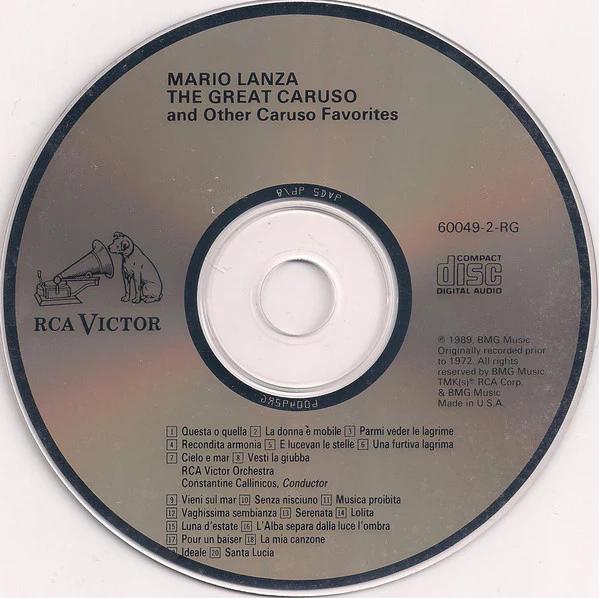 MARIO LANZA
THE GREAT CARUSO
and Other Caruso Favorites
60049-2-RG
COMPACT
disc
DIGITAL AUDIO
RCA VICTOR
℗ 1989, BMG Music
Originally recorded prior
to 1972. All rights
reserved by BMG Music
TMK(s)® RCA Corp.
& BMG Music
Made in U.S.A.
1 Questa o quella 2 La donna è mobile 3 Parmi veder le lagrime
4 Recondita armonia 5 E lucevan le stelle 6 Una furtiva lagrima
7 Cielo e mar 8 Vesti la giubba
RCA Victor Orchestra
Constantine Callinicos, Conductor
9 Vieni sul mar 10 Senza nisciuno 11 Musica proibita
12 Vaghissima sembianza 13 Serenata 14 Lolita
15 Luna d'estate 16 L'Alba separa dalla luce l'ombra
17 Pour un baiser 18 La mia canzone
Ideale 20 Santa Lucia